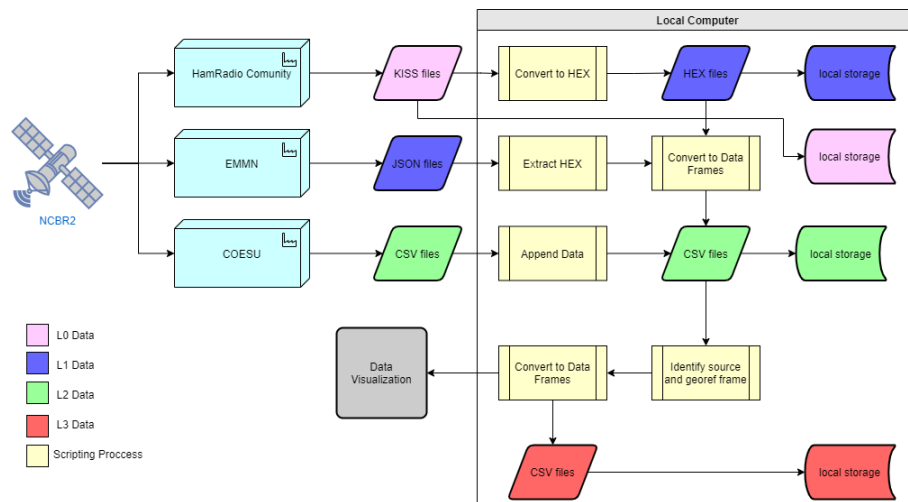 Local Computer
HamRadio Comunity
KISS files
Convert to HEX
HEX files
local storage
NCBR2
EMMN
JSON files
Extract HEX
Convert to Data
Frames
local storage
COESU
CSV files
Append Data
CSV files
local storage
L0 Data
L1 Data
L2 Data
L3 Data
Scripting Proccess
Data
Visualization
Convert to Data
Frames
Identify source
and georef frame
CSV files
local storage